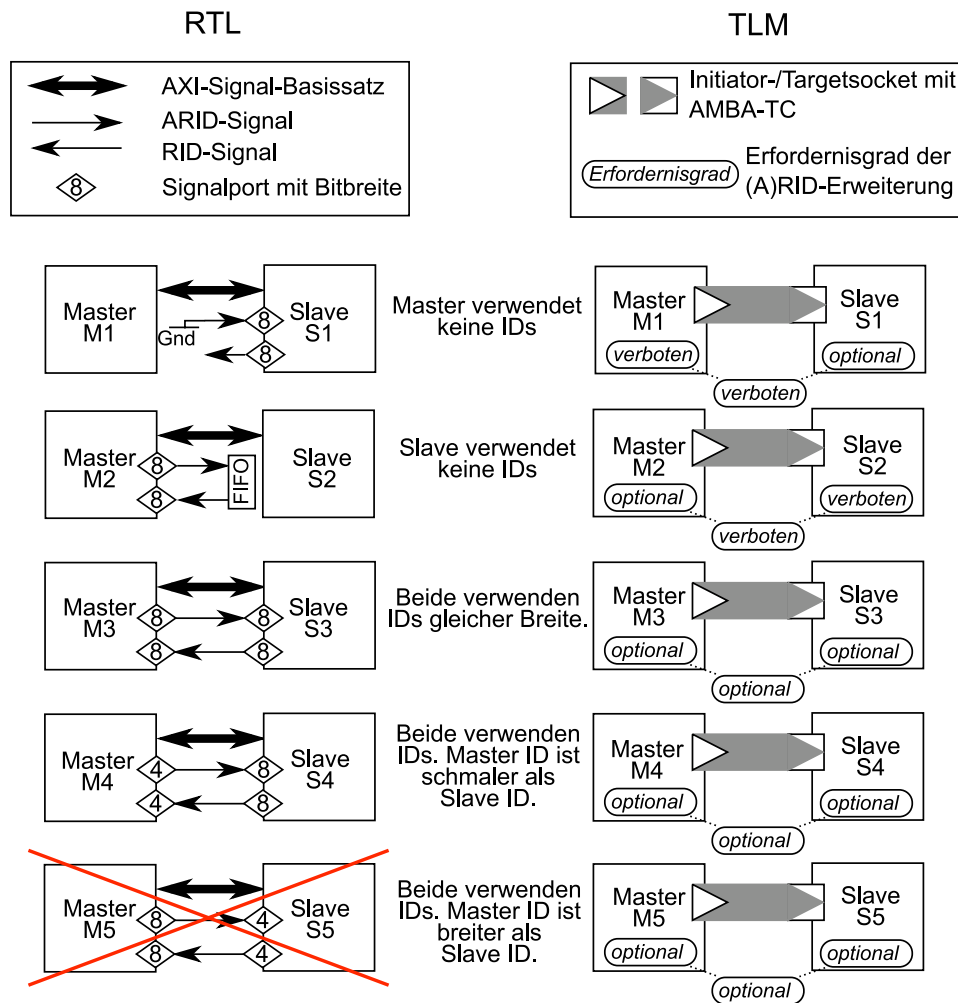 RTL
TLM
AXI-Signal-Basissatz
ARID-Signal
RID-Signal
8
Signalport mit Bitbreite
Initiator-/Targetsocket mit
AMBA-TC
Erfordernisgrad
Erfordernisgrad der
(A)RID-Erweiterung
Master
M1
Gnd
8
8
Slave
S1
Master verwendet
keine IDs
Master
M1
verboten
Slave
S1
optional
verboten
Master
M2
8
8
FIFO
Slave
S2
Slave verwendet
keine IDs
Master
M2
optional
Slave
S2
verboten
verboten
Master
M3
8
8
8
8
Slave
S3
Beide verwenden
IDs gleicher Breite.
Master
M3
optional
Slave
S3
optional
optional
Master
M4
4
4
8
8
Slave
S4
Beide verwenden
IDs. Master ID ist
schmaler als
Slave ID.
Master
M4
optional
Slave
S4
optional
optional
Master
M5
8
8
4
4
Slave
S5
Beide verwenden
IDs. Master ID ist
breiter als
Slave ID.
Master
M5
optional
Slave
S5
optional
optional